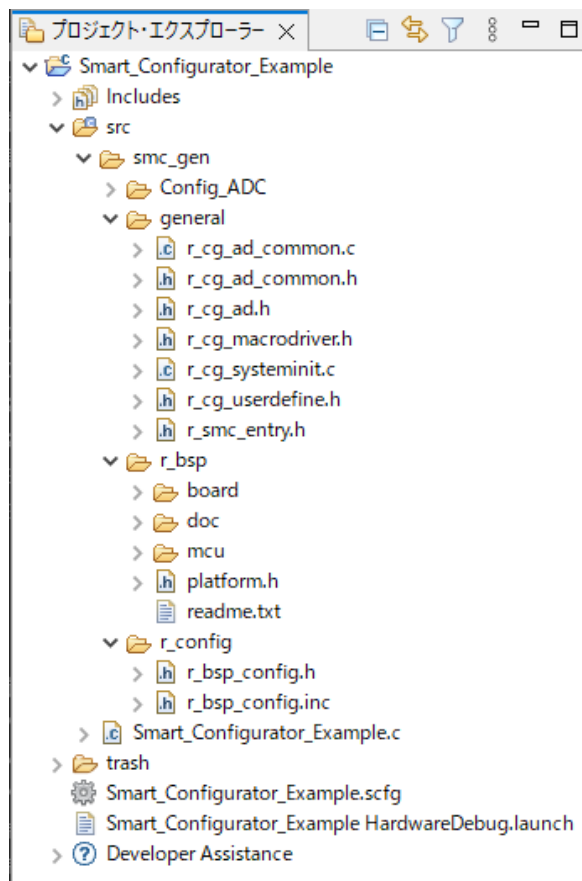 プロジェクト・エクスプローラー
Smart_Configurator_Example
Includes
src
smc_gen
Config_ADC
general
r_cg_ad_common.c
r_cg_ad_common.h
r_cg_ad.h
r_cg_macrodriver.h
r_cg_systeminit.c
r_cg_userdefine.h
r_smc_entry.h
r_bsp
board
doc
mcu
platform.h
readme.txt
r_config
r_bsp_config.h
r_bsp_config.inc
Smart_Configurator_Example.c
trash
Smart_Configurator_Example.scfg
Smart_Configurator_Example HardwareDebug.launch
Developer Assistance